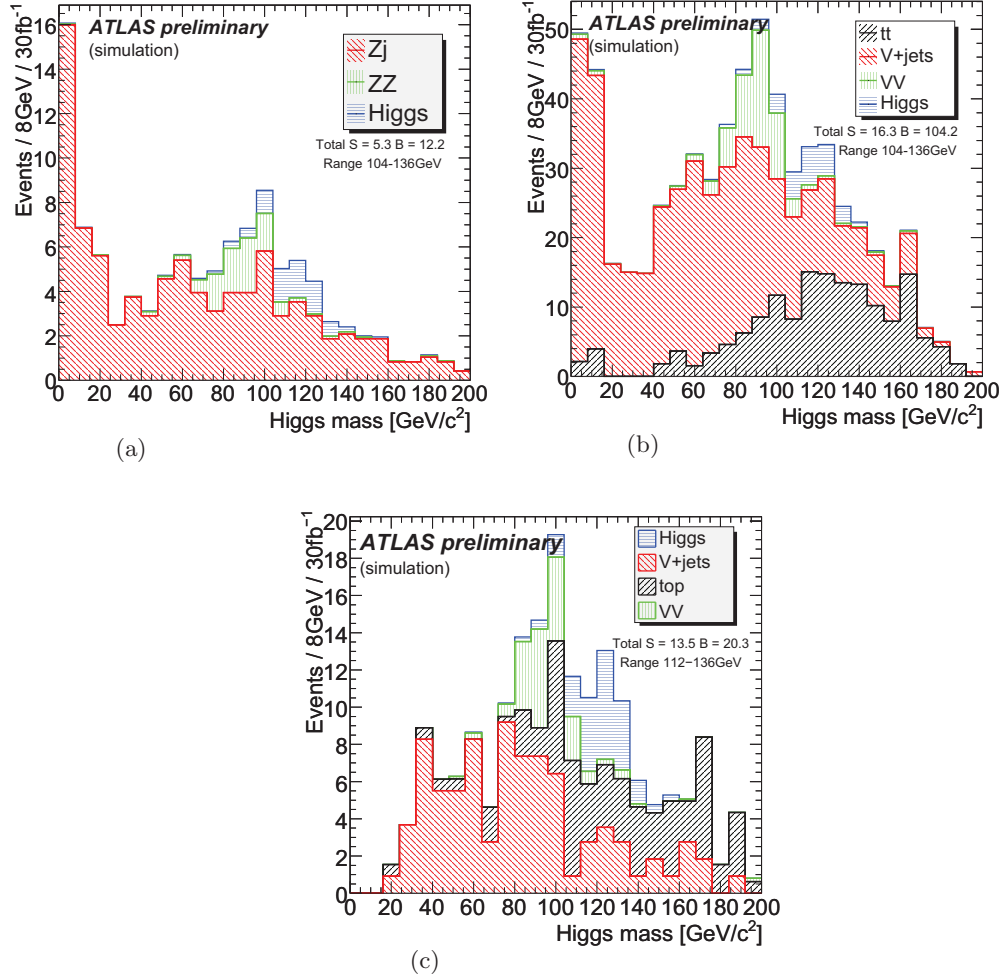 ATLAS preliminary
(simulation)
Zj
ZZ
Higgs
Total S = 5.3 B = 12.2
Range 104-136GeV
Events / 8GeV / 30fb⁻¹
16
14
12
10
8
6
4
2
0
0 20 40 60 80 100 120 140 160 180 200
Higgs mass [GeV/c²]
(a)
ATLAS preliminary
(simulation)
tt
V+jets
VV
Higgs
Total S = 16.3 B = 104.2
Range 104-136GeV
Events / 8GeV / 30fb⁻¹
50
40
30
20
10
0
0 20 40 60 80 100 120 140 160 180 200
Higgs mass [GeV/c²]
(b)
ATLAS preliminary
(simulation)
Higgs
V+jets
top
VV
Total S = 13.5 B = 20.3
Range 112−136GeV
Events / 8GeV / 30fb⁻¹
20
18
16
14
12
10
8
6
4
2
0
0 20 40 60 80 100 120 140 160 180 200
Higgs mass [GeV/c²]
(c)